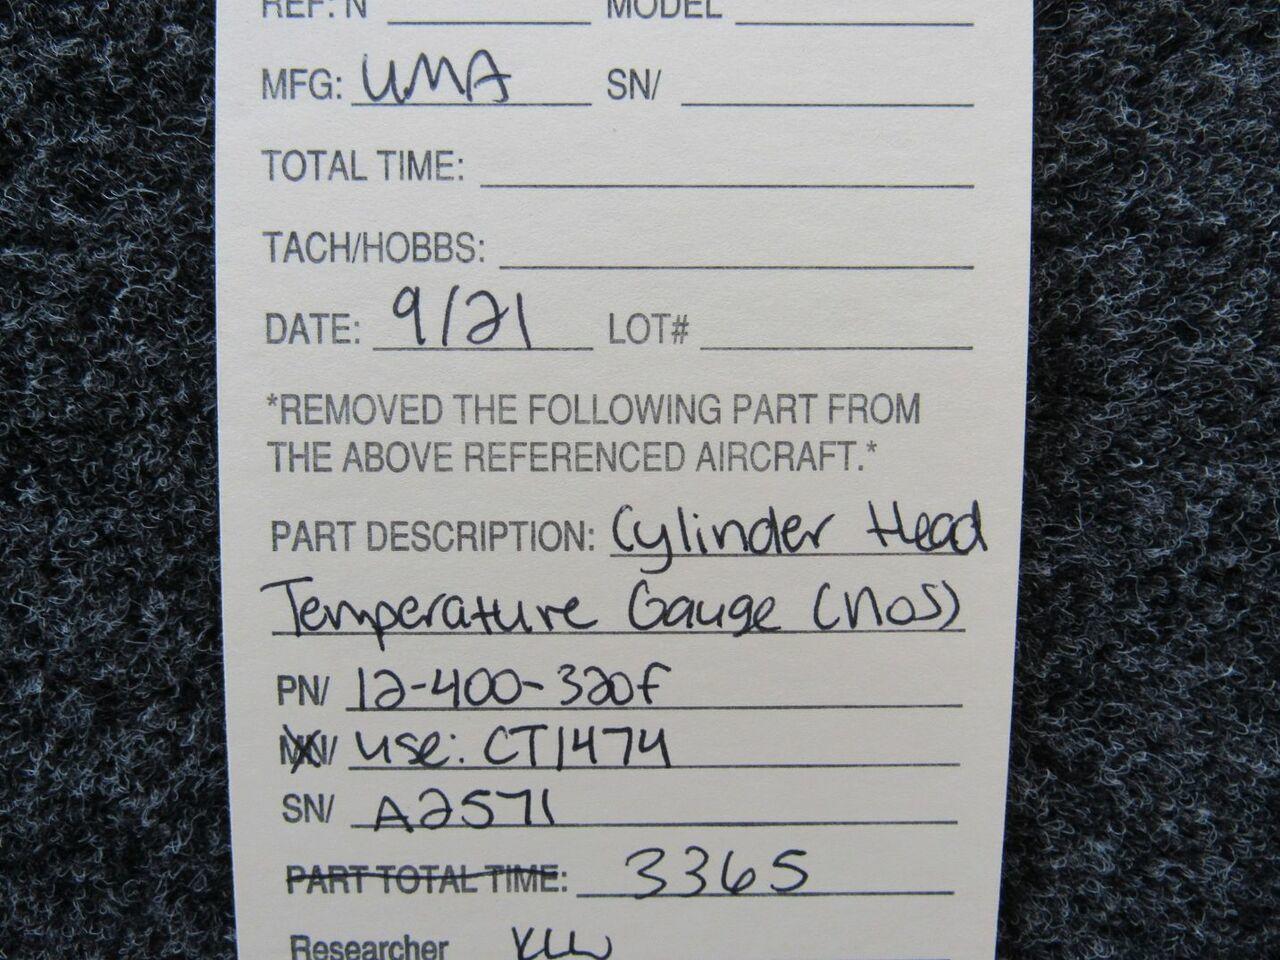 REF: N MODEL
MFG: UMA SN/
TOTAL TIME:
TACH/HOBBS:
DATE: 9/21 LOT#
*REMOVED THE FOLLOWING PART FROM
THE ABOVE REFERENCED AIRCRAFT.*
PART DESCRIPTION: Cylinder Head
Temperature Gauge (NOS)
PN/ 12-400-320F
MN/ use: CT1474
SN/ A2571
PART TOTAL TIME: 3365
Researcher